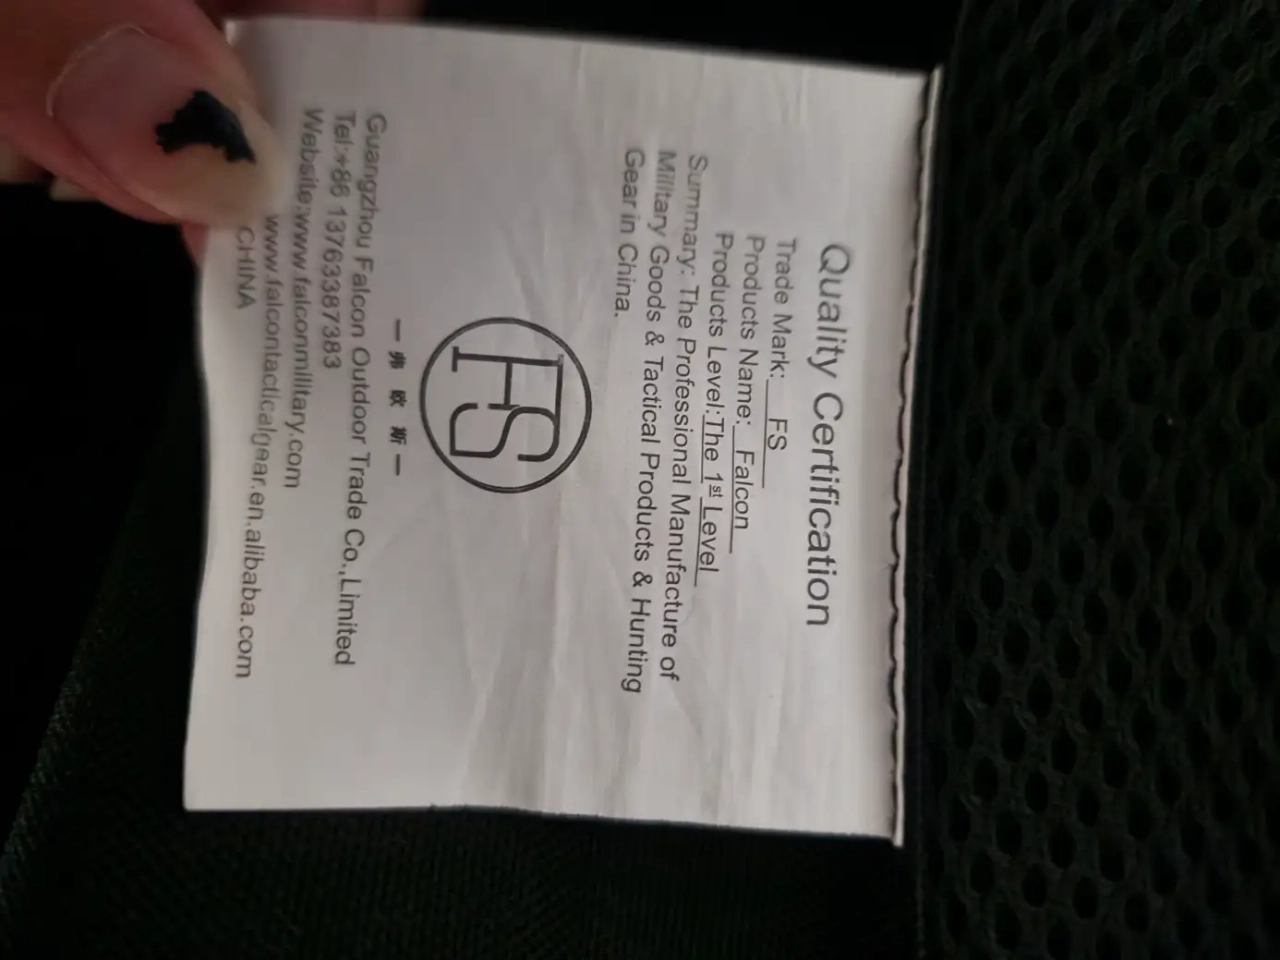 Quality Certification
Trade Mark: FS
Products Name: Falcon
Products Level:The 1st Level
Summary: The Professional Manufacture of
Military Goods & Tactical Products & Hunting
Gear in China.
FS
一 弗 欧 斯 一
Guangzhou Falcon Outdoor Trade Co.,Limited
Tel:+86 13763387383
Website:www.falconmilitary.com
www.falcontacticalgear.en.alibaba.com
CHINA